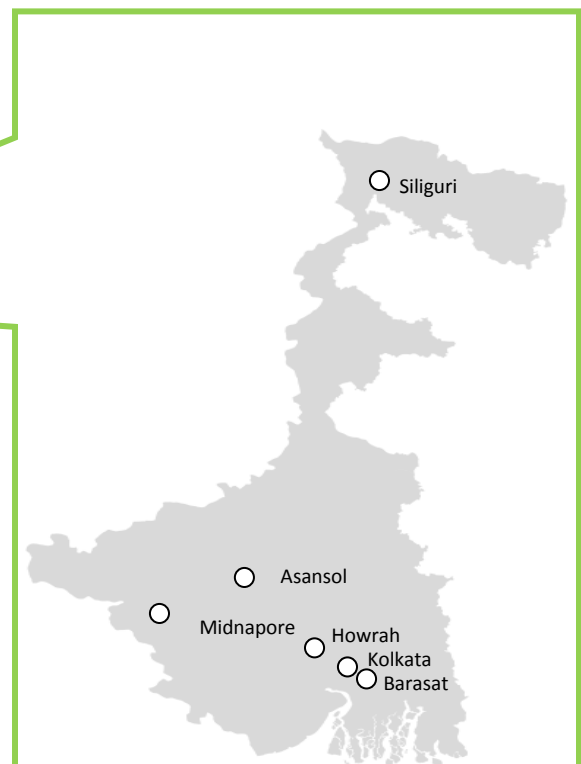 Siliguri
Asansol
Midnapore
Howrah
Kolkata
Barasat